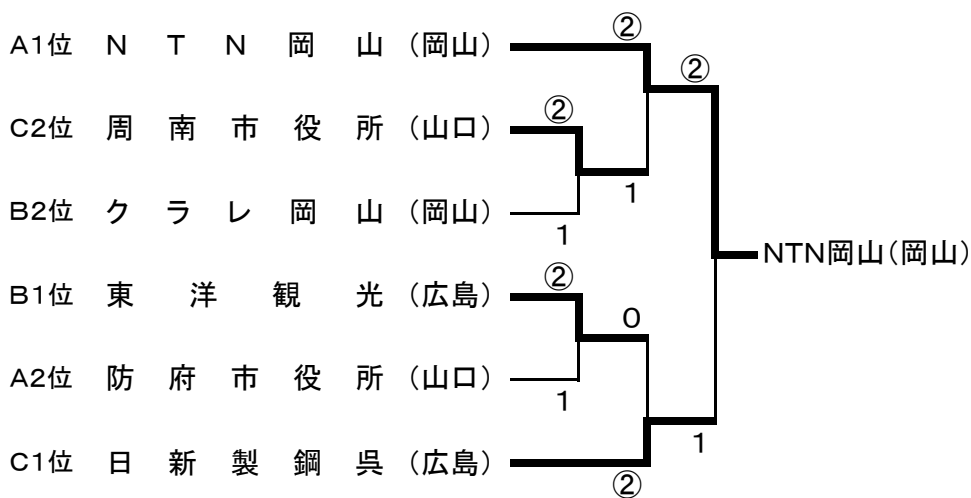 ②
A1位 NTN岡山 (岡山)
②
C2位 周南市役所 (山口)
②
1
B2位 クラレ岡山 (岡山)
1
NTN岡山(岡山)
B1位 東洋観光 (広島)
②
0
A2位 防府市役所 (山口)
1
1
C1位 日新製鋼呉 (広島)
②